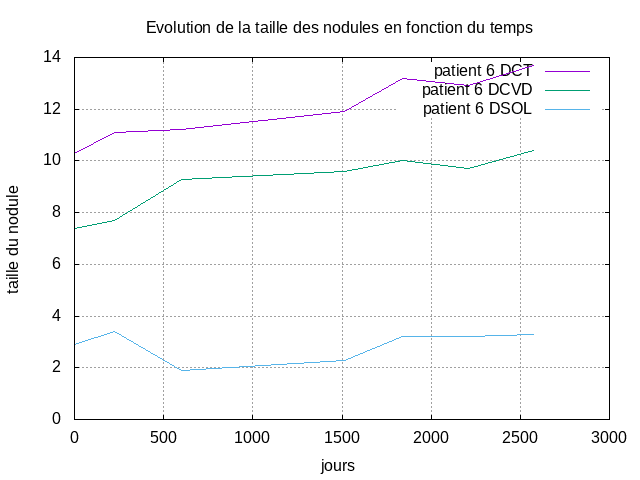 Evolution de la taille des nodules en fonction du temps
14
12
10
8
6
4
2
0
taille du nodule
patient 6 DCT
patient 6 DCVD
patient 6 DSOL
0 500 1000 1500 2000 2500 3000
jours